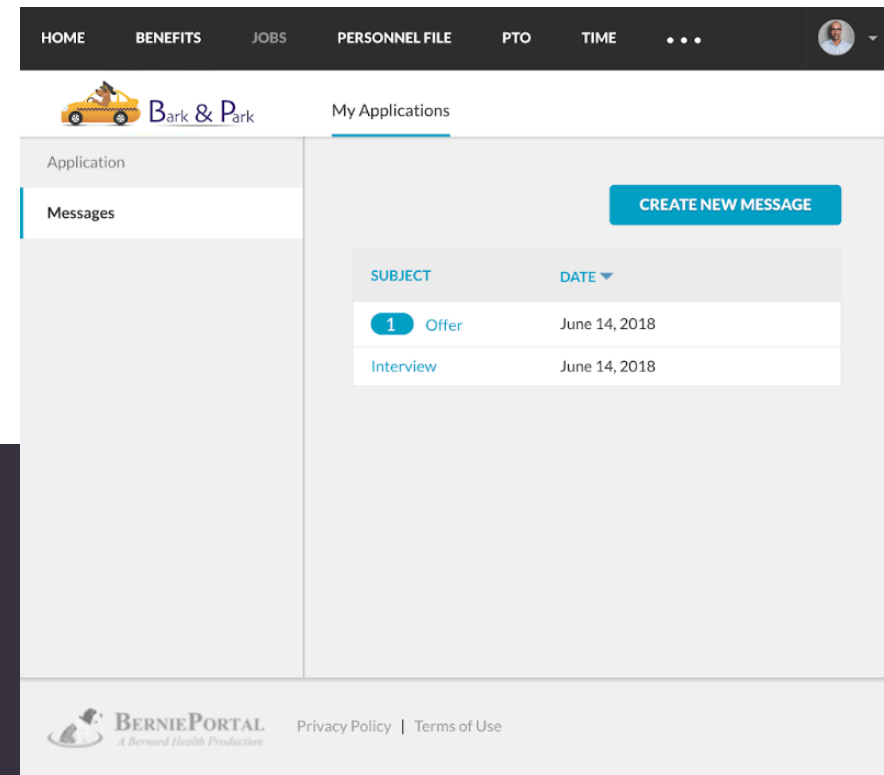 HOME BENEFITS JOBS PERSONNEL FILE PTO TIME
Bark & Park My Applications
Application
Messages
CREATE NEW MESSAGE
SUBJECT DATE
1 Offer June 14, 2018
Interview June 14, 2018
BERNIEPORTAL Privacy Policy | Terms of Use
A Bernard Health Production